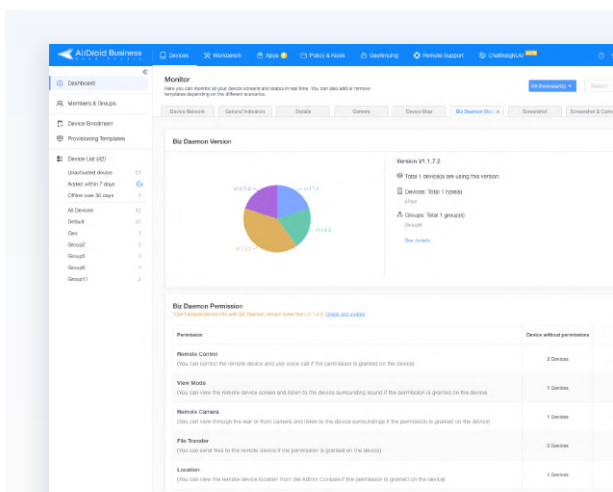 AirDroid Business
Devices
Workbench
Apps
Policy & Kiosk
Geofencing
Remote Support
ChatInsight.AI
Dashboard
Members & Groups
Device Enrollment
Provisioning Templates
Device List (42)
Unactivated device
Added within 7 days
Offline over 30 days
All Devices
Default
Geo
Group2
Group5
Group6
Group11
Monitor
Here you can monitor all your device screens and status in real time. You can also add or remove
templates depending on the different scenarios.
Search
Device Network
General Indicators
Details
Camera
Device Map
Screenshot
Biz Daemon Version
Version V1.1.7.2
Total 1 device(s) are using this version.
Devices: Total 1 type(s)
Groups: Total 1 group(s)
See details
Biz Daemon Permission
Check and update
Permission
Device without permissions
Remote Control
(You can control the remote device and use voice call if the permission is granted on the device)
2 Devices
View Mode
(You can view the remote device screen and listen to the device surrounding sound if the permission is granted on the device)
1 Devices
Remote Camera
(You can view through the rear or front camera and listen to the device surroundings if the permission is granted on the device)
1 Devices
File Transfer
(You can send files to the remote device if the permission is granted on the device)
Devices
Location
(You can view the remote device location from the Admin Console if the permission is granted on the device)
Devices